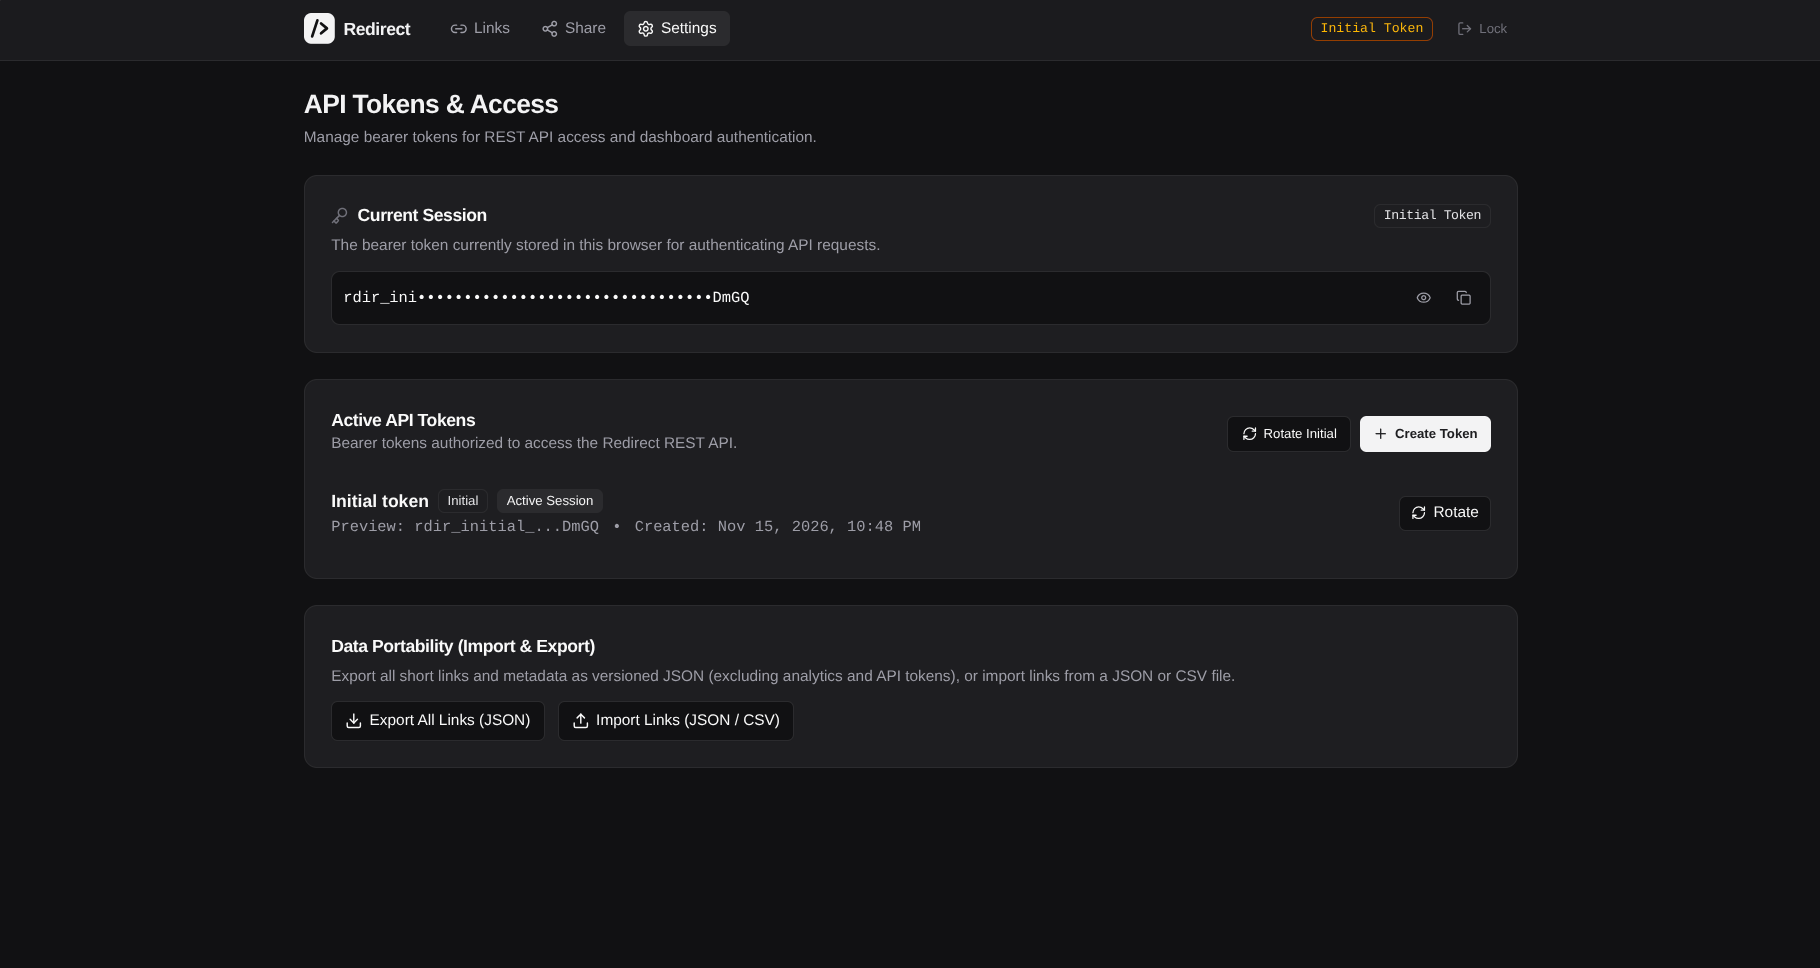 Redirect
Links
Share
Settings
Initial Token
Lock
API Tokens & Access
Manage bearer tokens for REST API access and dashboard authentication.
Current Session
Initial Token
The bearer token currently stored in this browser for authenticating API requests.
rdir_ini••••••••••••••••••••••••••••••••DmGQ
Active API Tokens
Bearer tokens authorized to access the Redirect REST API.
Rotate Initial
Create Token
Initial token
Initial
Active Session
Preview: rdir_initial_...DmGQ • Created: Nov 15, 2026, 10:48 PM
Rotate
Data Portability (Import & Export)
Export all short links and metadata as versioned JSON (excluding analytics and API tokens), or import links from a JSON or CSV file.
Export All Links (JSON)
Import Links (JSON / CSV)